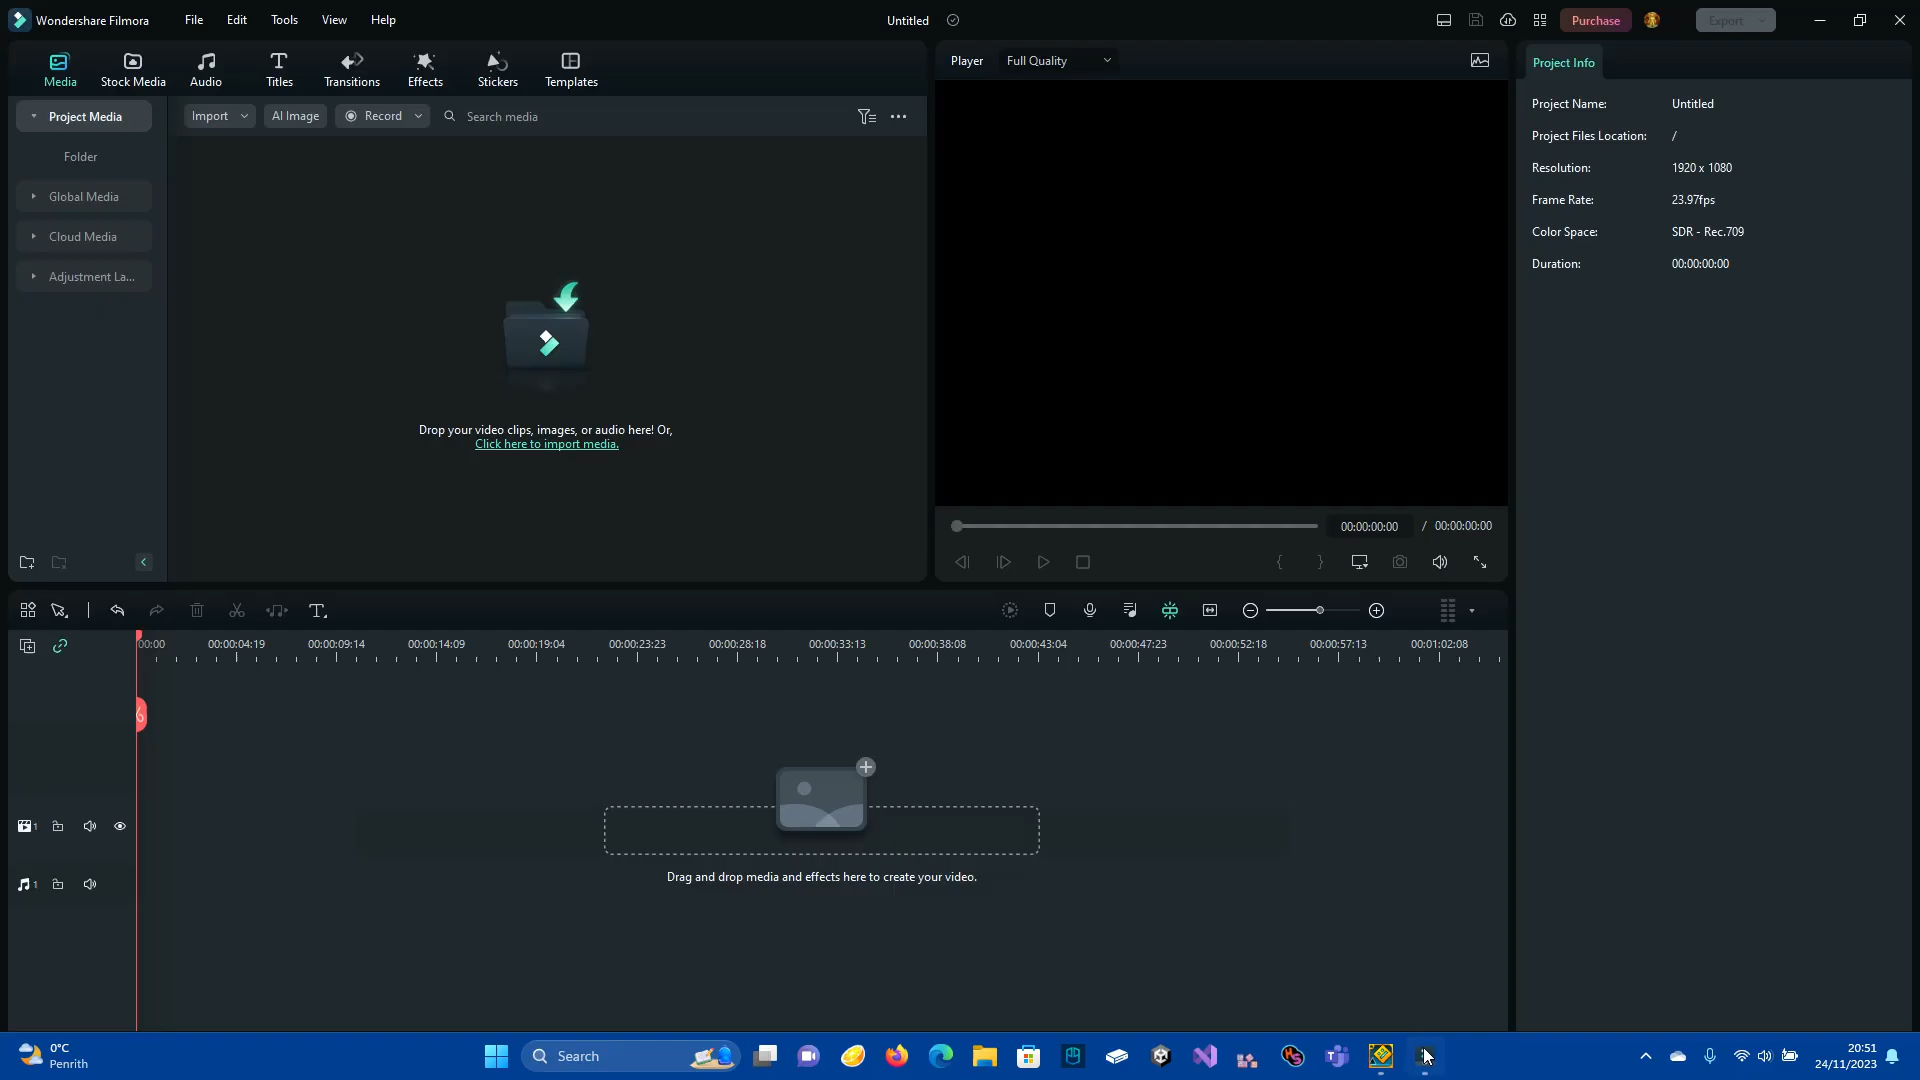 Wondershare Filmora File Edit Tools View Help Untitled Purchase Export
Media Stock Media Audio Titles Transitions Effects Stickers Templates
Player Full Quality
Project Info
Project Media
Import AI Image Record Search media
Folder
Global Media
Cloud Media
Adjustment La...
Drop your video clips, images, or audio here! Or,
Click here to import media.
00:00:00:00 / 00:00:00:00
Project Name: Untitled
Project Files Location: /
Resolution: 1920 x 1080
Frame Rate: 23.97fps
Color Space: SDR - Rec.709
Duration: 00:00:00:00
:00:00 00:00:04:19 00:00:09:14 00:00:14:09 00:00:19:04 00:00:23:23 00:00:28:18 00:00:33:13 00:00:38:08 00:00:43:04 00:00:47:23 00:00:52:18 00:00:57:13 00:01:02:08
1
Drag and drop media and effects here to create your video.
1
0°C
Penrith
Search
20:51
24/11/2023